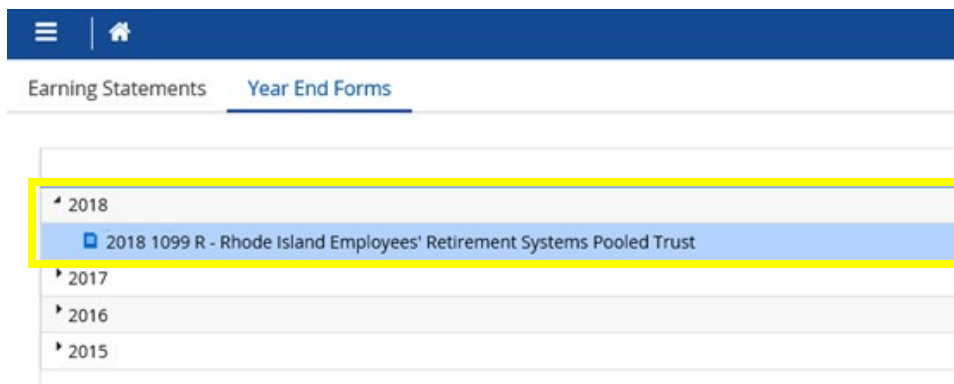 Earning Statements Year End Forms
2018
2018 1099 R - Rhode Island Employees' Retirement Systems Pooled Trust
2017
2016
2015